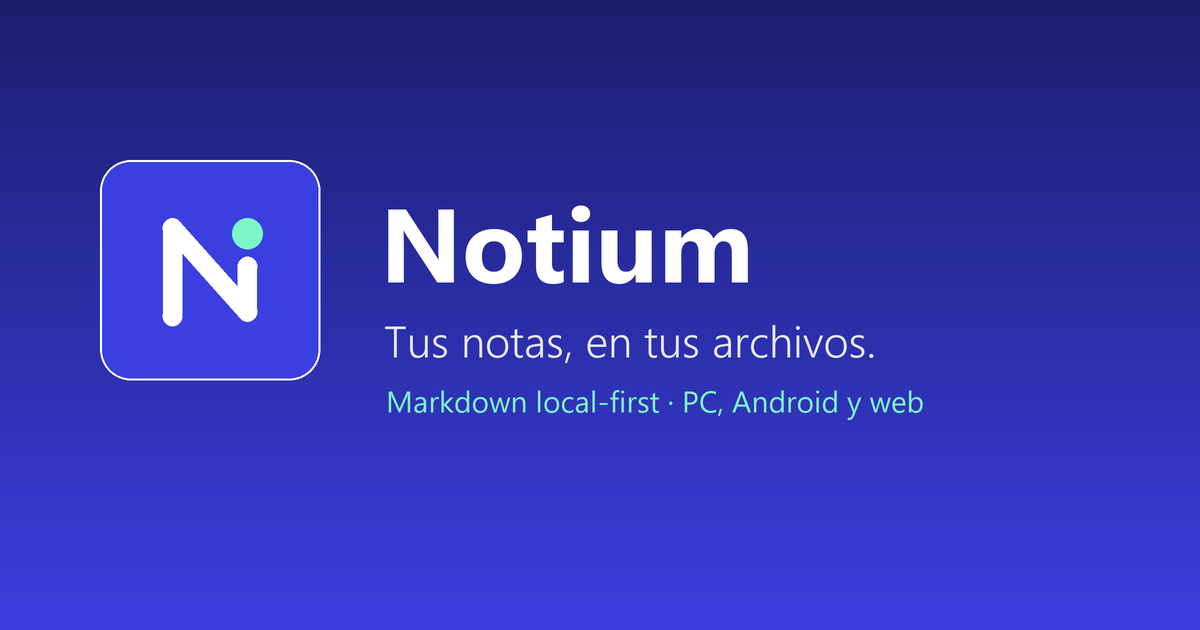 Notium
Tus notas, en tus archivos.
Markdown local-first · PC, Android y web